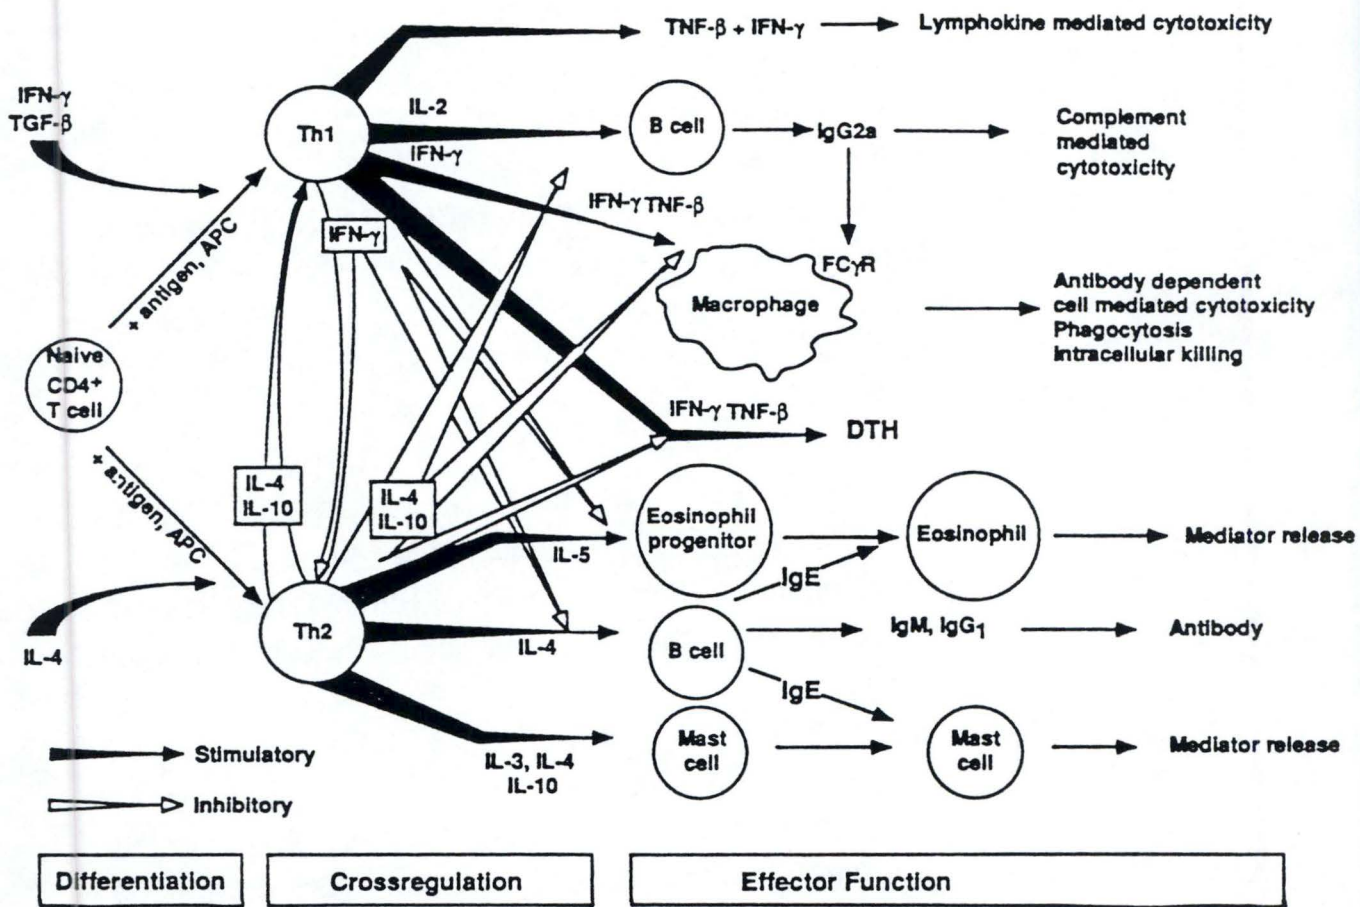 TNF-β + IFN-γ
Lymphokine mediated cytotoxicity
IFN-γ
TGF-β
Th1
IL-2
IFN-γ
B cell
IgG2a
Complement
mediated
cytotoxicity
+ antigen, APC
IFN-γ
IFN-γ TNF-β
Macrophage
FCγR
Antibody dependent
cell mediated cytotoxicity
Phagocytosis
Intracellular killing
Naive
CD4+
T cell
IFN-γ TNF-β
DTH
+ antigen, APC
IL-4
IL-10
IL-4
IL-10
IL-5
Eosinophil
progenitor
Eosinophil
Mediator release
IgE
IL-4
Th2
IL-4
B cell
IgM, IgG1
Antibody
IgE
IL-3, IL-4
IL-10
Mast
cell
Mast
cell
Mediator release
Stimulatory
Inhibitory
Differentiation
Crossregulation
Effector Function